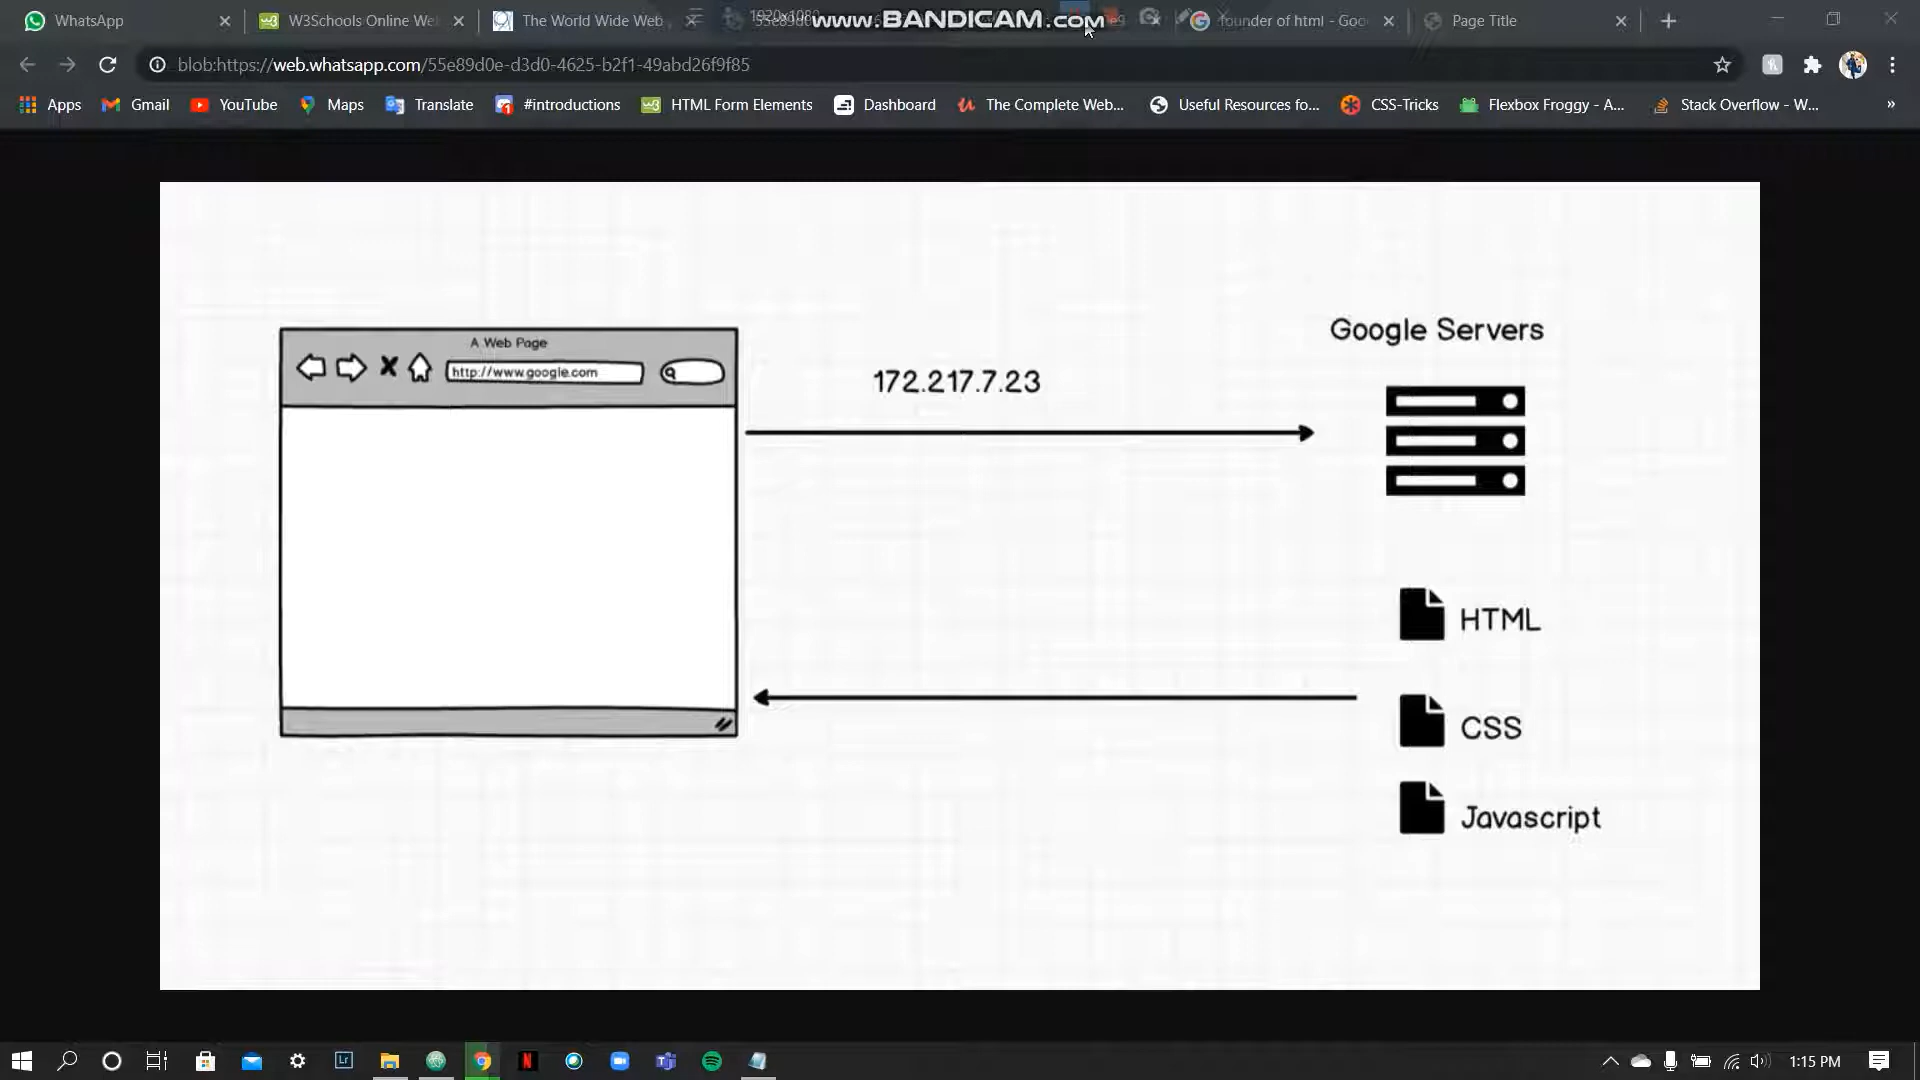 WhatsApp
W3Schools Online We
The World Wide Web
1920x1080
www.BANDICAM.com
founder of html - Goo
Page Title
blob:https://web.whatsapp.com/55e89d0e-d3d0-4625-b2f1-49abd26f9f85
Apps
Gmail
YouTube
Maps
Translate
#introductions
HTML Form Elements
Dashboard
The Complete Web...
Useful Resources fo...
CSS-Tricks
Flexbox Froggy - A...
Stack Overflow - W...
»
A Web Page
http://www.google.com
172.217.7.23
Google Servers
HTML
CSS
Javascript
1:15 PM